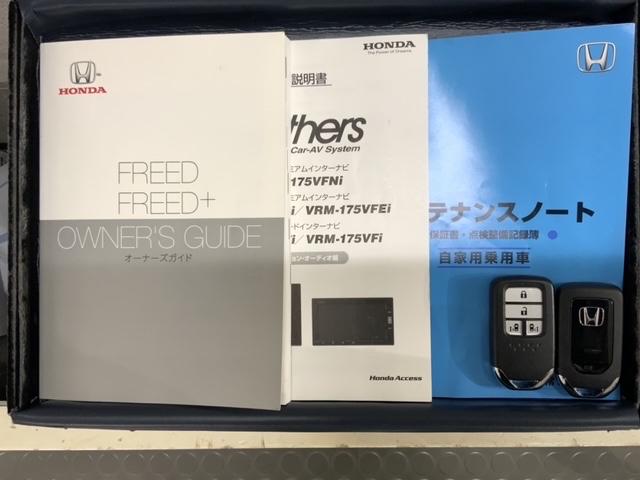 HONDA
FREED
FREED+
OWNER'S GUIDE
オーナーズガイド
HONDA
The Power of Dreams
説明書
thers
Car-AV System
ミアムインターナビ
175VFNi
ミアムインターナビ
i/VRM-175VFEi
ードインターナビ
i/VRM-175VFi
ション・オーディオ編
Honda Access
テナンスノート
保証書・点検整備記録簿
自家用乗用車